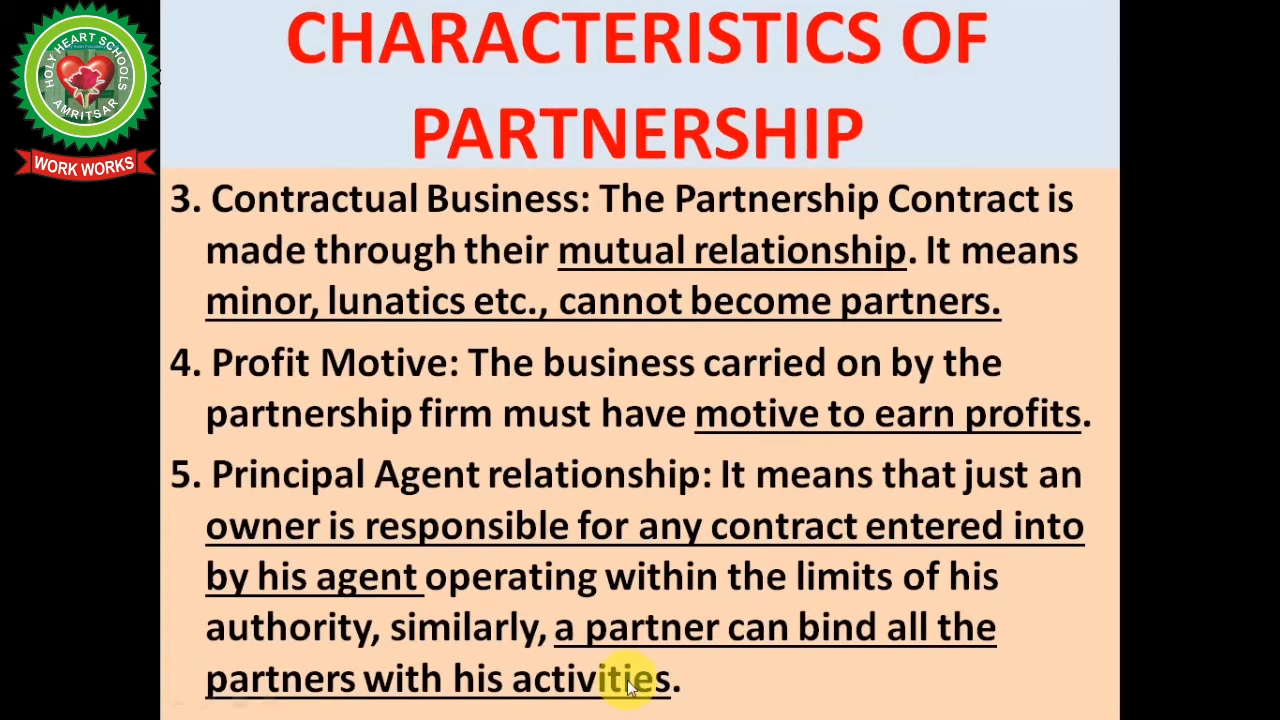 HOLY HEART SCHOOLS
AMRITSAR
WORK WORKS
CHARACTERISTICS OF
PARTNERSHIP
3. Contractual Business: The Partnership Contract is
made through their mutual relationship. It means
minor, lunatics etc., cannot become partners.
4. Profit Motive: The business carried on by the
partnership firm must have motive to earn profits.
5. Principal Agent relationship: It means that just an
owner is responsible for any contract entered into
by his agent operating within the limits of his
authority, similarly, a partner can bind all the
partners with his activities.